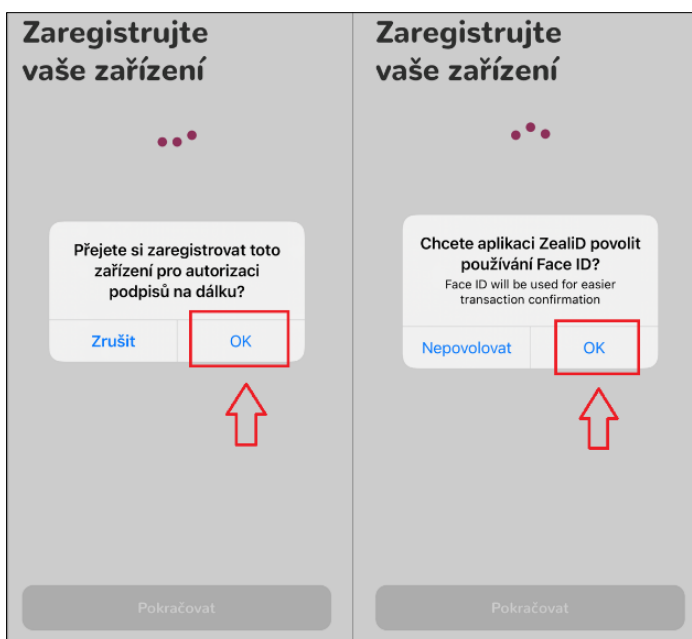 Zaregistrujte
vaše zařízení
Přejete si zaregistrovat toto
zařízení pro autorizaci
podpisů na dálku?
Zrušit
OK
Pokračovat
Zaregistrujte
vaše zařízení
Chcete aplikaci ZealiD povolit
používání Face ID?
Face ID will be used for easier
transaction confirmation
Nepovolovat
OK
Pokračovat